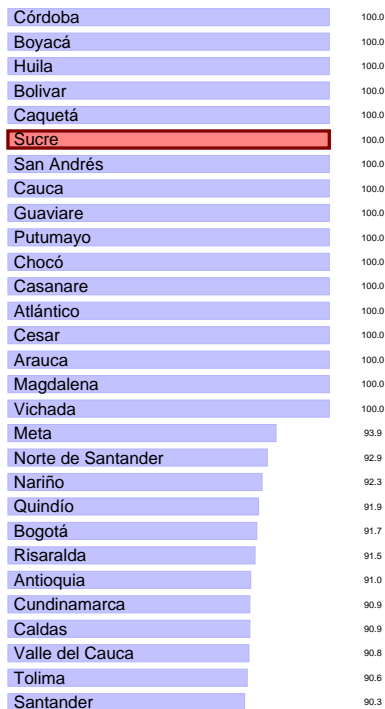 Córdoba 100.0
Boyacá 100.0
Huila 100.0
Bolivar 100.0
Caquetá 100.0
Sucre 100.0
San Andrés 100.0
Cauca 100.0
Guaviare 100.0
Putumayo 100.0
Chocó 100.0
Casanare 100.0
Atlántico 100.0
Cesar 100.0
Arauca 100.0
Magdalena 100.0
Vichada 100.0
Meta 93.9
Norte de Santander 92.9
Nariño 92.3
Quindío 91.9
Bogotá 91.7
Risaralda 91.5
Antioquia 91.0
Cundinamarca 90.9
Caldas 90.9
Valle del Cauca 90.8
Tolima 90.6
Santander 90.3